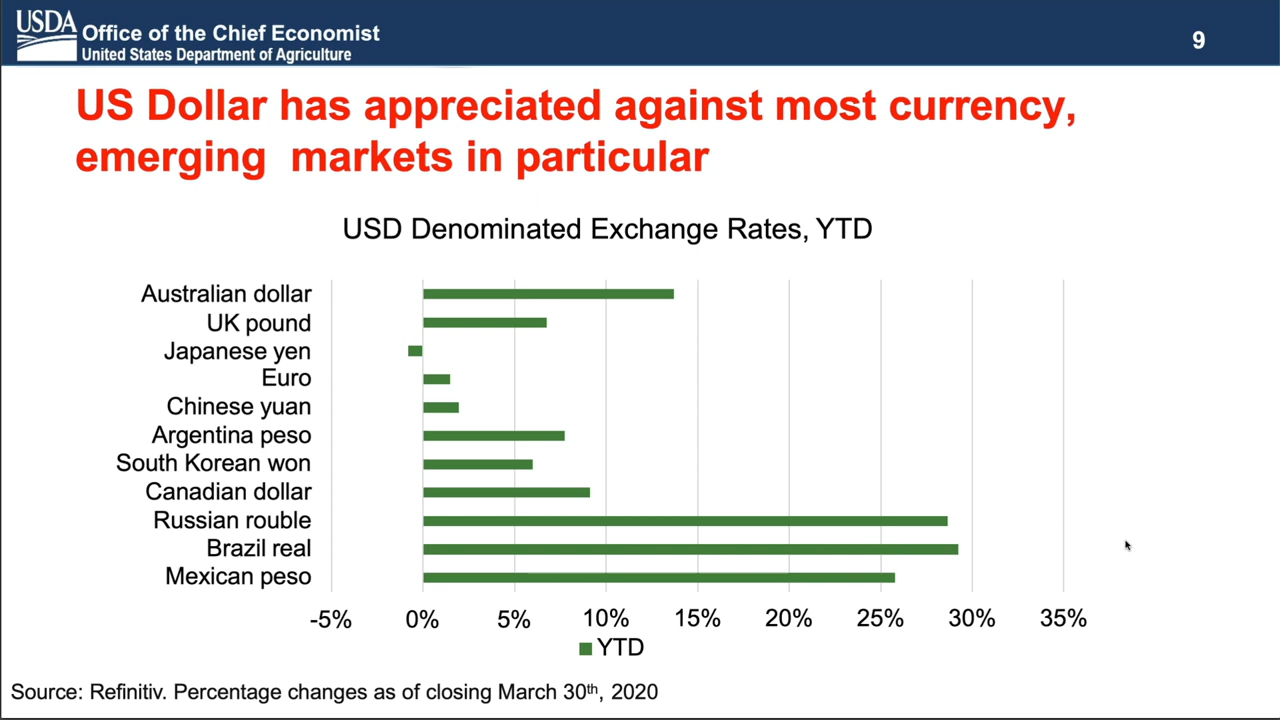 USDA
Office of the Chief Economist
United States Department of Agriculture
9
US Dollar has appreciated against most currency,
emerging  markets in particular
USD Denominated Exchange Rates, YTD
Australian dollar
UK pound
Japanese yen
Euro
Chinese yuan
Argentina peso
South Korean won
Canadian dollar
Russian rouble
Brazil real
Mexican peso
-5% 0% 5% 10% 15% 20% 25% 30% 35%
YTD
Source: Refinitiv. Percentage changes as of closing March 30th, 2020